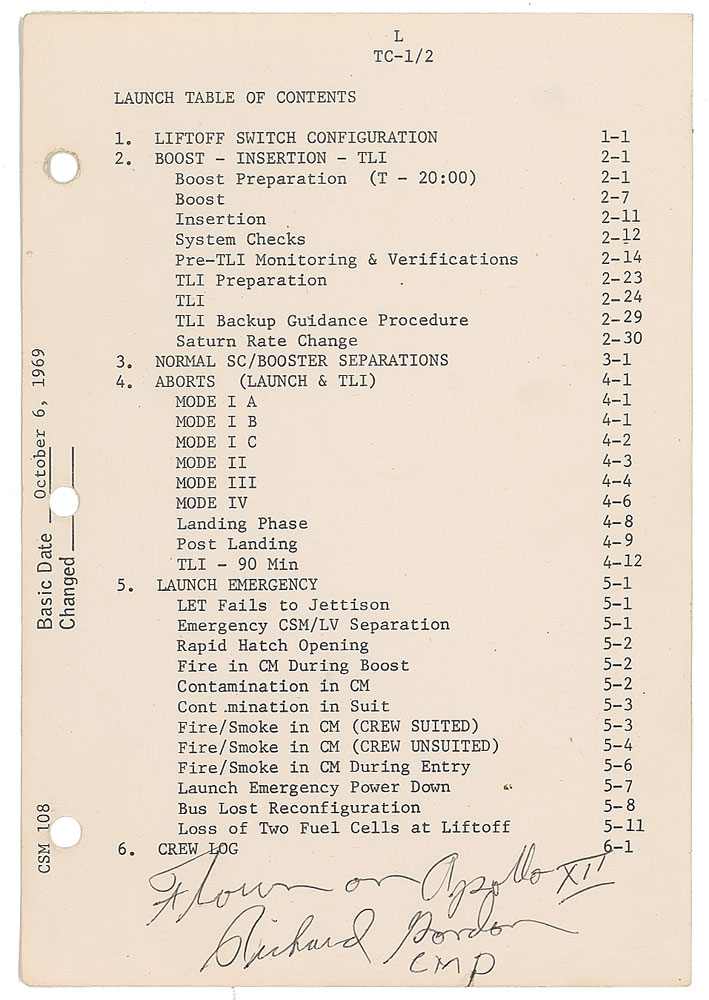 L
TC-1/2
LAUNCH TABLE OF CONTENTS
1. LIFTOFF SWITCH CONFIGURATION 1-1
2. BOOST - INSERTION - TLI 2-1
Boost Preparation (T - 20:00) 2-1
Boost 2-7
Insertion 2-11
System Checks 2-12
Pre-TLI Monitoring & Verifications 2-14
TLI Preparation 2-23
TLI 2-24
TLI Backup Guidance Procedure 2-29
Saturn Rate Change 2-30
3. NORMAL SC/BOOSTER SEPARATIONS 3-1
4. ABORTS (LAUNCH & TLI) 4-1
MODE I A 4-1
MODE I B 4-1
MODE I C 4-2
MODE II 4-3
MODE III 4-4
MODE IV 4-6
Landing Phase 4-8
Post Landing 4-9
TLI - 90 Min 4-12
5. LAUNCH EMERGENCY 5-1
LET Fails to Jettison 5-1
Emergency CSM/LV Separation 5-1
Rapid Hatch Opening 5-2
Fire in CM During Boost 5-2
Contamination in CM 5-2
Cont.mination in Suit 5-3
Fire/Smoke in CM (CREW SUITED) 5-3
Fire/Smoke in CM (CREW UNSUITED) 5-4
Fire/Smoke in CM During Entry 5-6
Launch Emergency Power Down 5-7
Bus Lost Reconfiguration 5-8
Loss of Two Fuel Cells at Liftoff 5-11
6. CREW LOG 6-1
Flown on Apollo XII
Richard Gordon
CMP
Basic Date October 6, 1969
Changed
CSM 108